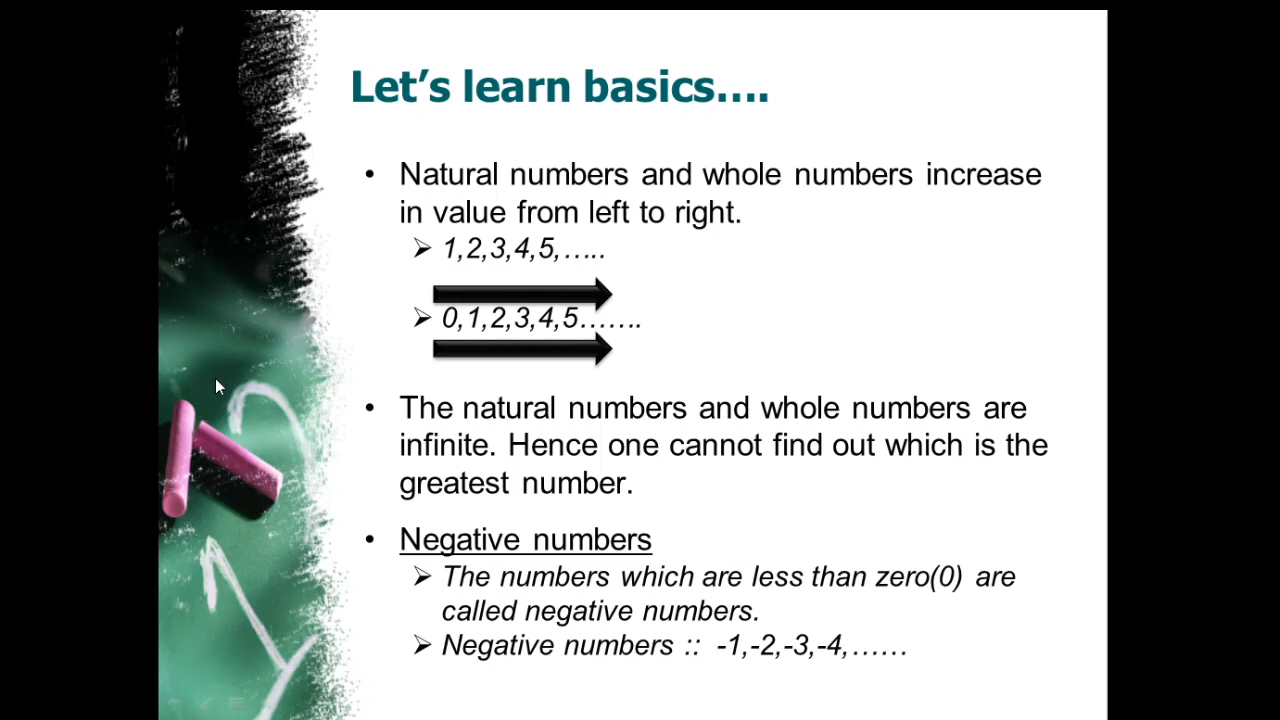 Let’s learn basics….
• Natural numbers and whole numbers increase
in value from left to right.
➢ 1,2,3,4,5,…..
➢ 0,1,2,3,4,5…….
• The natural numbers and whole numbers are
infinite. Hence one cannot find out which is the
greatest number.
• Negative numbers
➢ The numbers which are less than zero(0) are
called negative numbers.
➢ Negative numbers :: -1,-2,-3,-4,……